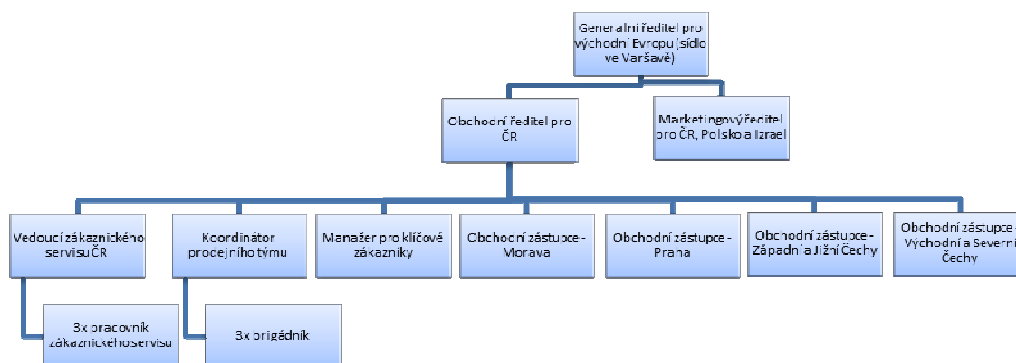 Generalní ředitel pro
východní Evropu (sídlo
ve Varšavě)
Obchodní ředitel pro
ČR
Marketingový ředitel
pro ČR, Polsko a Izrael
Vedoucí zákaznického
servisu ČR
Koordinátor
prodejního týmu
Manažer pro klíčové
zákazníky
Obchodní zástupce -
Morava
Obchodní zástupce -
Praha
Obchodní zástupce -
Západní a Jižní Čechy
Obchodní zástupce -
Východní a Severní
Čechy
3x pracovník
zákaznického servisu
3x brigádník